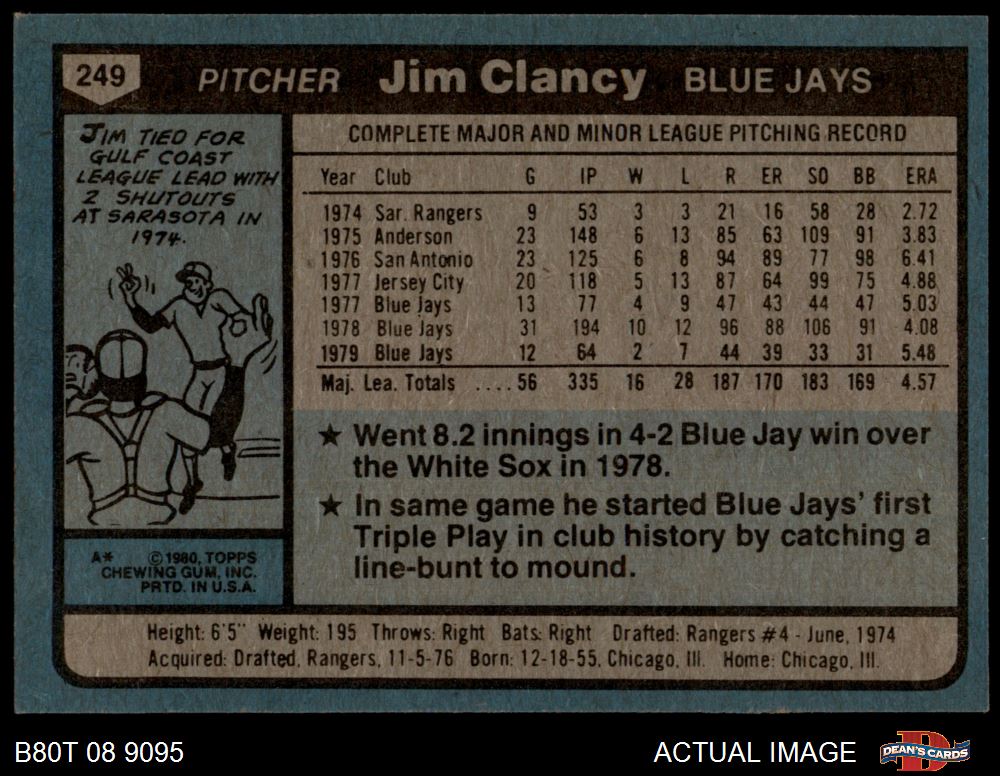 249 PITCHER Jim Clancy BLUE JAYS
JIM TIED FOR
GULF COAST
LEAGUE LEAD WITH
2 SHUTOUTS
AT SARASOTA IN
1974.
COMPLETE MAJOR AND MINOR LEAGUE PITCHING RECORD
Year Club G IP W L R ER SO BB ERA
1974 Sar. Rangers 9 53 3 3 21 16 58 28 2.72
1975 Anderson 23 148 6 13 85 63 109 91 3.83
1976 San Antonio 23 125 6 8 94 89 77 98 6.41
1977 Jersey City 20 118 5 13 87 64 99 75 4.88
1977 Blue Jays 13 77 4 9 47 43 44 47 5.03
1978 Blue Jays 31 194 10 12 96 88 106 91 4.08
1979 Blue Jays 12 64 2 7 44 39 33 31 5.48
Maj. Lea. Totals .... 56 335 16 28 187 170 183 169 4.57
★ Went 8.2 innings in 4-2 Blue Jay win over
the White Sox in 1978.
★ In same game he started Blue Jays' first
Triple Play in club history by catching a
line-bunt to mound.
A* © 1980, TOPPS
CHEWING GUM, INC.
PRTD. IN U.S.A.
Height: 6'5" Weight: 195 Throws: Right Bats: Right Drafted: Rangers #4 - June, 1974
Acquired: Drafted, Rangers, 11-5-76 Born: 12-18-55, Chicago, Ill. Home: Chicago, Ill.
B80T 08 9095 ACTUAL IMAGE DEAN'S CARDS